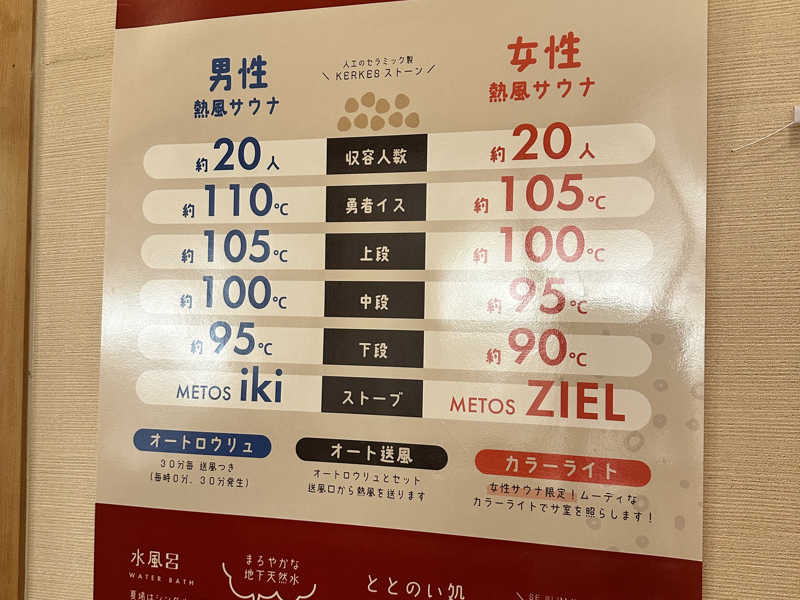 男性
熱風サウナ
人工のセラミック製
KERKESストーン
女性
熱風サウナ
約20人 収容人数 約20人
約110℃ 勇者イス 約105℃
約105℃ 上段 約100℃
約100℃ 中段 約95℃
約95℃ 下段 約90℃
METOS iki ストーブ METOS ZIEL
オートロウリュ
30分毎 送風つき
(毎時0分、30分発生)
オート送風
オートロウリュとセット
送風口から熱風を送ります
カラーライト
女性サウナ限定!ムーディな
カラーライトでサ室を照らします!
水風呂
WATER BATH
まろやかな
地下天然水
ととのい処